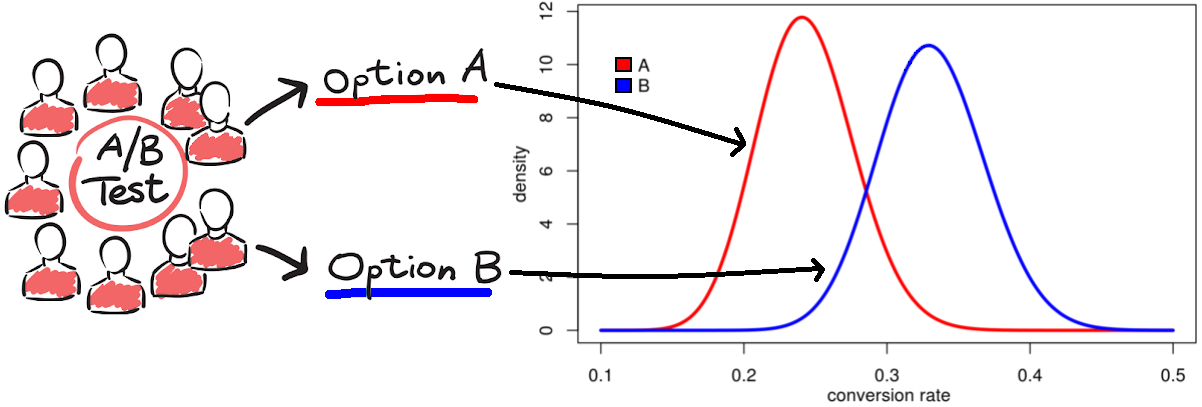 A/B
Test
Option A
Option B
A
B
density
0
2
4
6
8
10
12
0.1
0.2
0.3
0.4
0.5
conversion rate